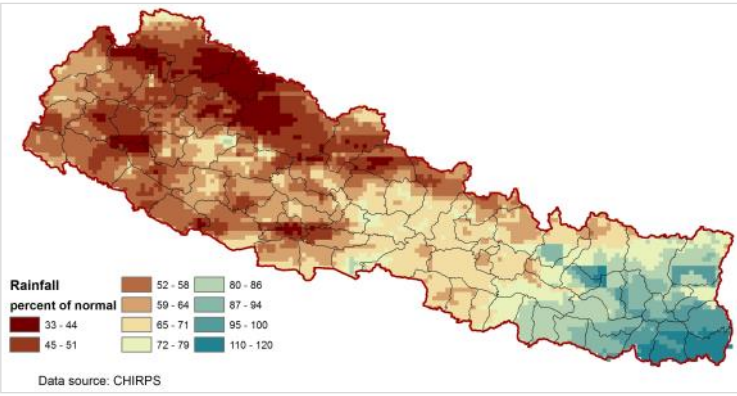 Rainfall
percent of normal
33 - 44
45 - 51
52 - 58
59 - 64
65 - 71
72 - 79
80 - 86
87 - 94
95 - 100
110 - 120
Data source: CHIRPS